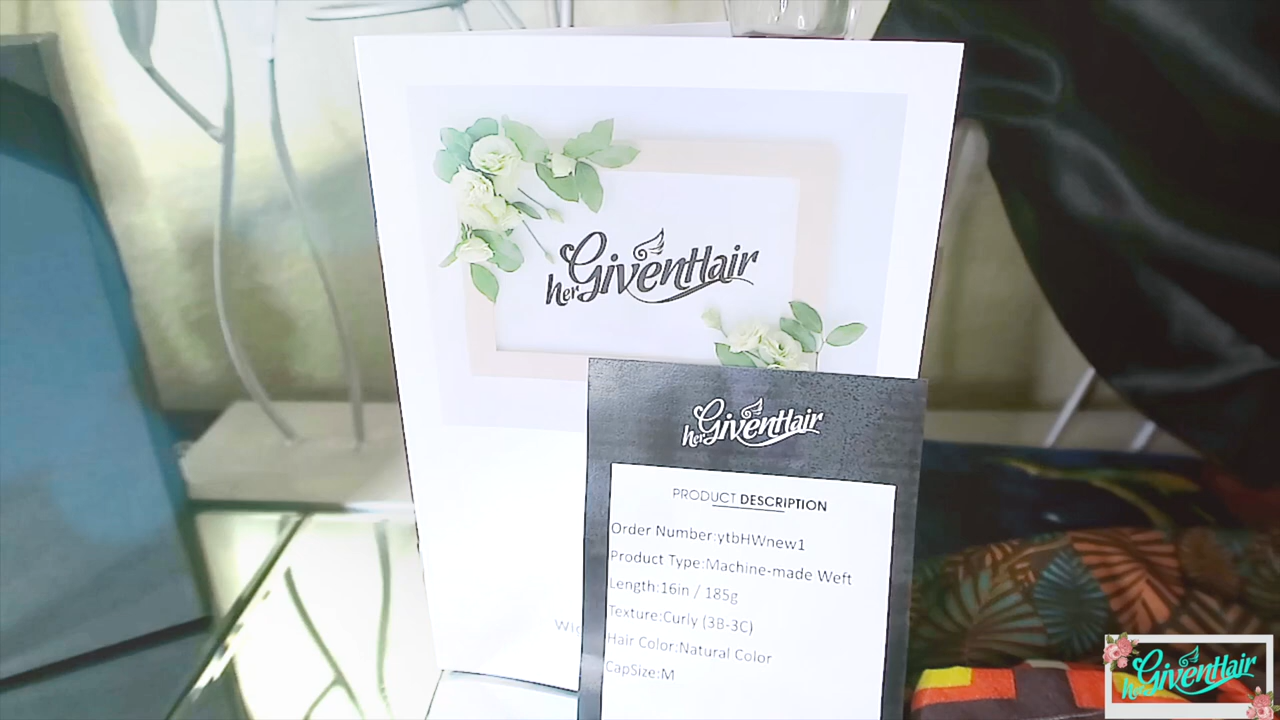 herGivenHair
herGivenHair
PRODUCT DESCRIPTION
Order Number:ytbHWnew1
Product Type:Machine-made Weft
Length:16in / 185g
Texture:Curly (3B-3C)
Hair Color:Natural Color
CapSize:M
herGivenHair